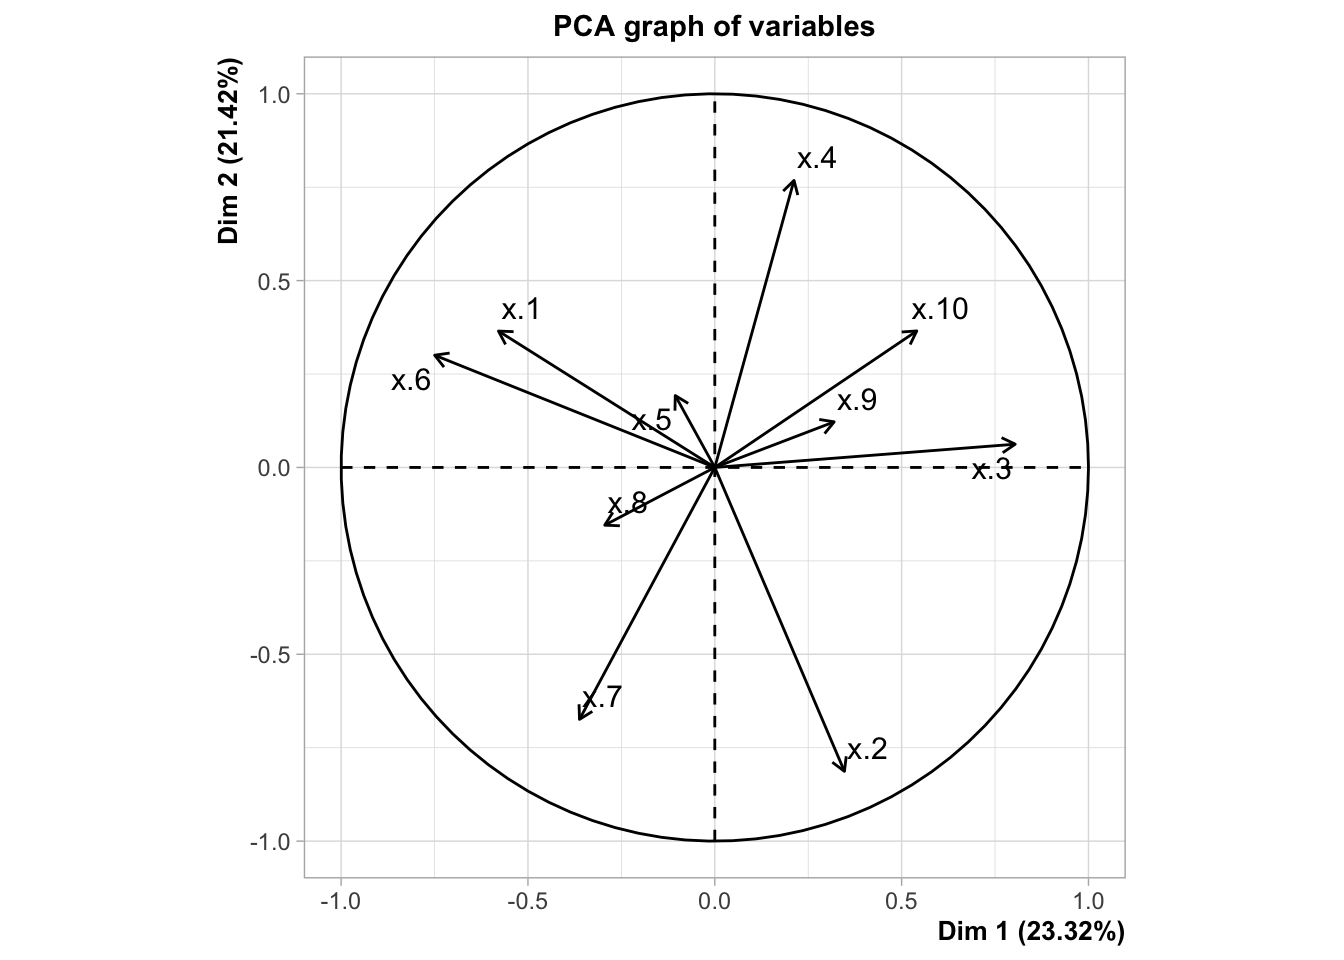 PCA graph of variables
Dim 2 (21.42%)
1.0
0.5
0.0
-0.5
-1.0
x.4
x.1
x.10
x.6
x.9
x.5
x.3
x.8
x.7
x.2
-1.0
-0.5
0.0
0.5
1.0
Dim 1 (23.32%)